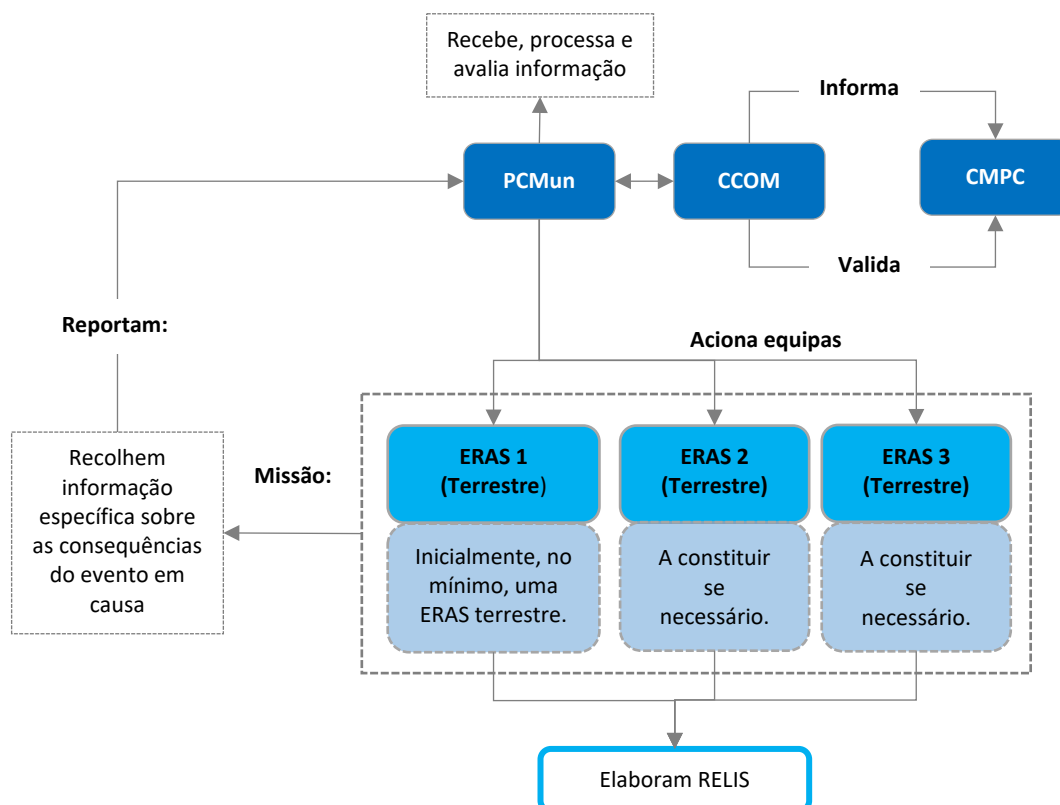 Recebe, processa e
avalia informação
Informa
PCMun
CCOM
CMPC
Valida
Reportam:
Aciona equipas
Recolhem
informação
específica sobre
as consequências
do evento em
causa
Missão:
ERAS 1
(Terrestre)
ERAS 2
(Terrestre)
ERAS 3
(Terrestre)
Inicialmente, no
mínimo, uma
ERAS terrestre.
A constituir
se
necessário.
A constituir
se
necessário.
Elaboram RELIS